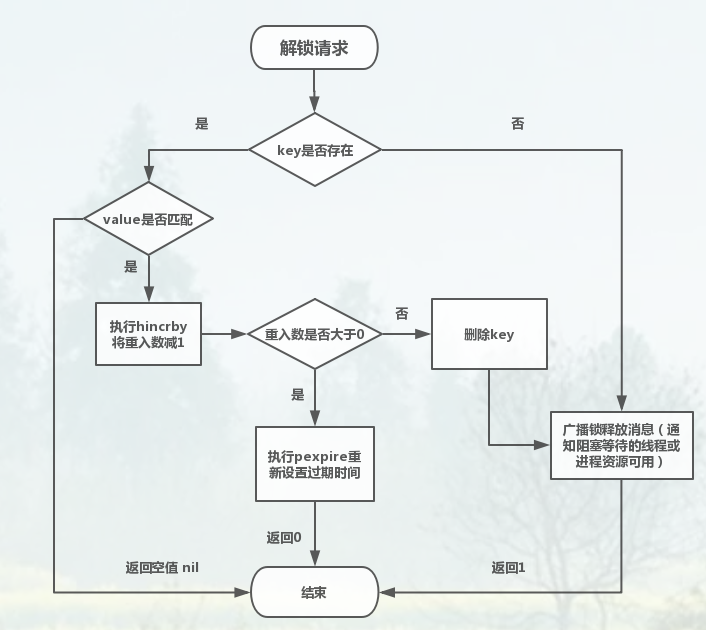 解锁请求
是
否
key是否存在
value是否匹配
是
执行hincrby
将重入数减1
重入数是否大于0
否
删除key
是
执行pexpire重
新设置过期时间
广播锁释放消息（通
知阻塞等待的线程或
进程资源可用）
返回0
返回空值 nil
返回1
结束